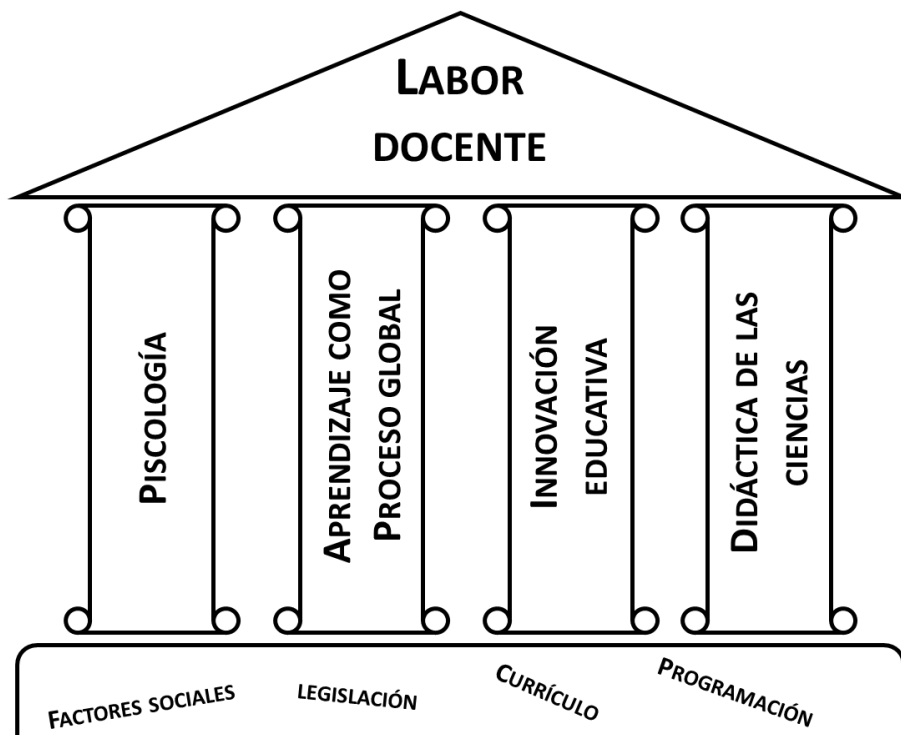 LABOR
DOCENTE
PISCOLOGÍA
APRENDIZAJE COMO
PROCESO GLOBAL
INNOVACIÓN
EDUCATIVA
DIDÁCTICA DE LAS
CIENCIAS
FACTORES SOCIALES
LEGISLACIÓN
CURRÍCULO
PROGRAMACIÓN